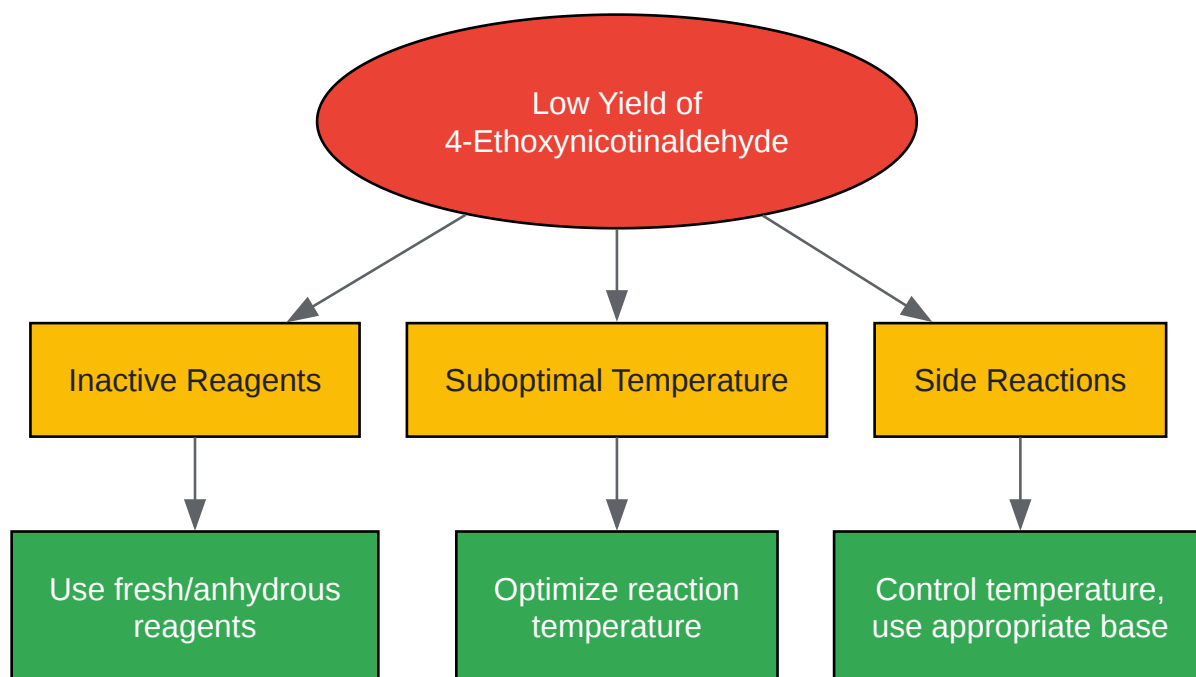 Low Yield of
4-Ethoxynicotinaldehyde
Inactive Reagents
Suboptimal Temperature
Side Reactions
Use fresh/anhydrous
reagents
Optimize reaction
temperature
Control temperature,
use appropriate base